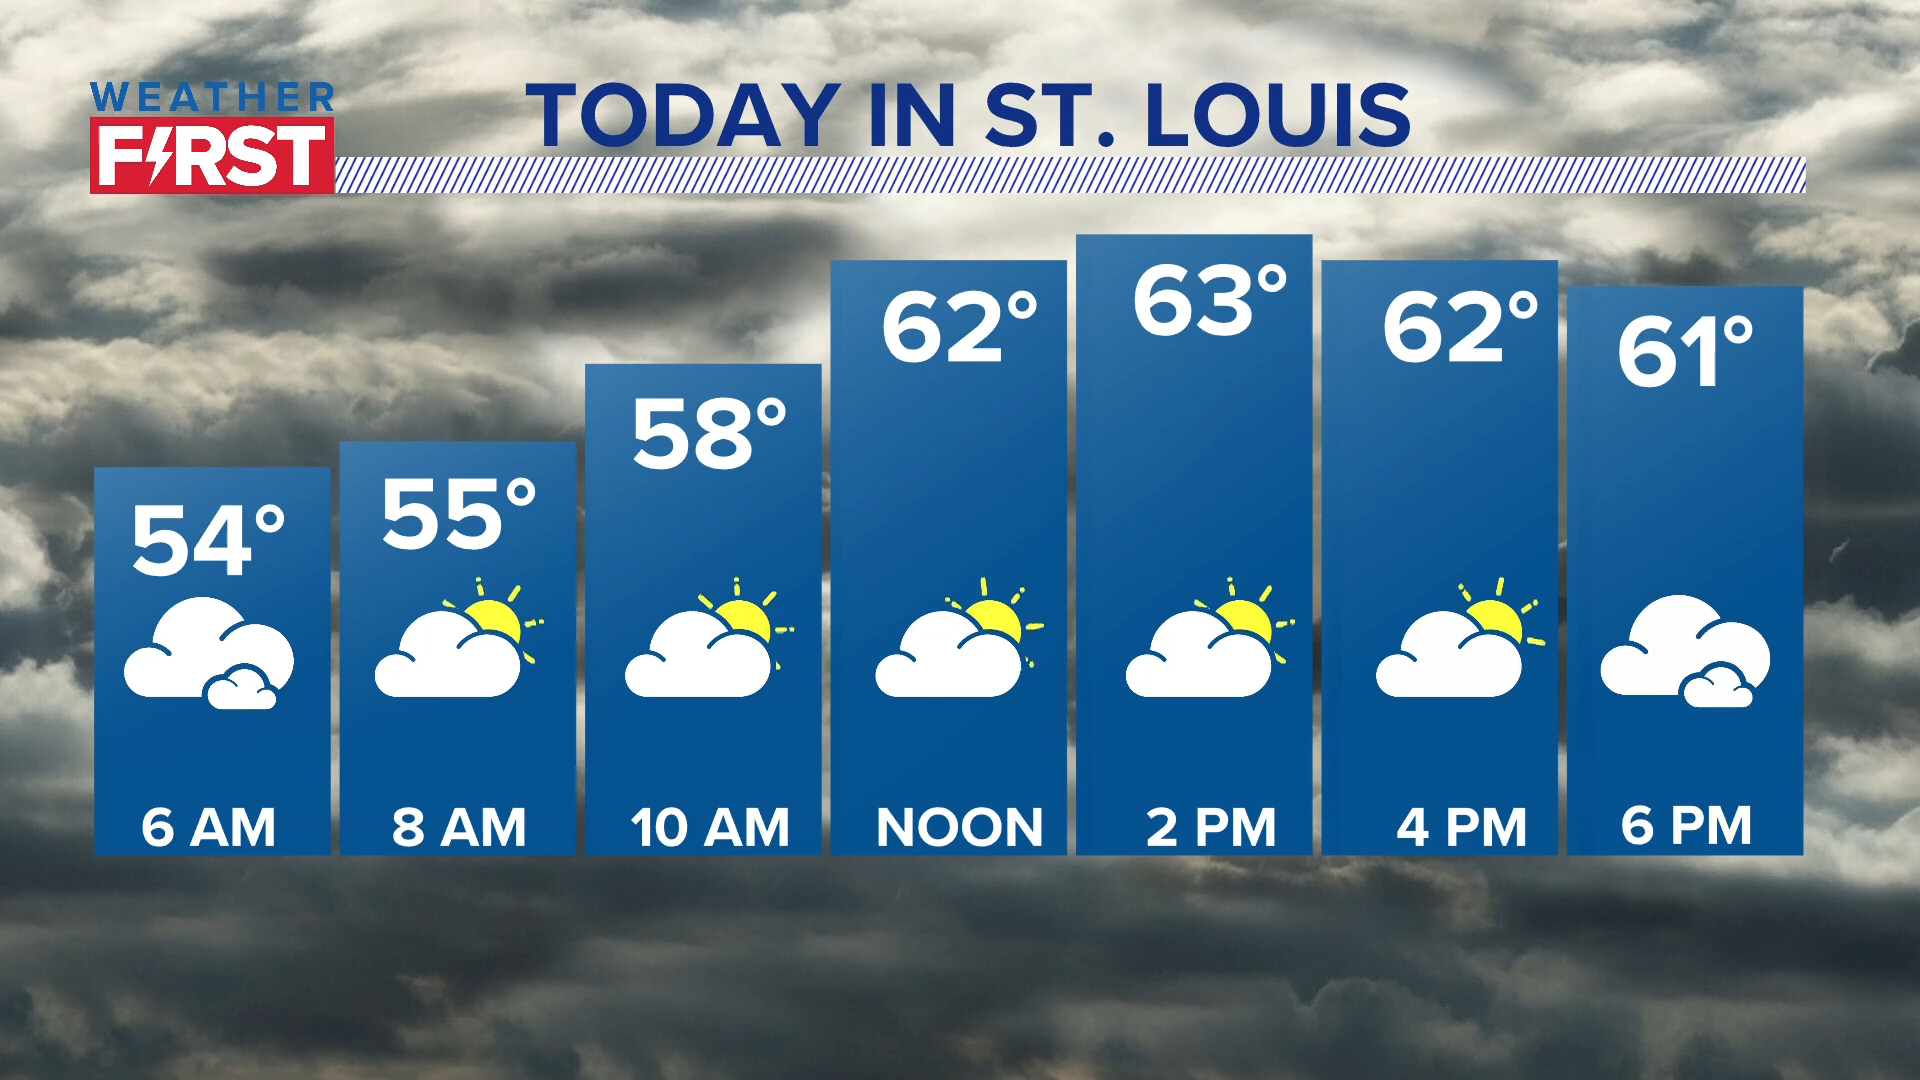 WEATHER
FIRST
TODAY IN ST. LOUIS
54° 55° 58° 62° 63° 62° 61°
6 AM 8 AM 10 AM NOON 2 PM 4 PM 6 PM